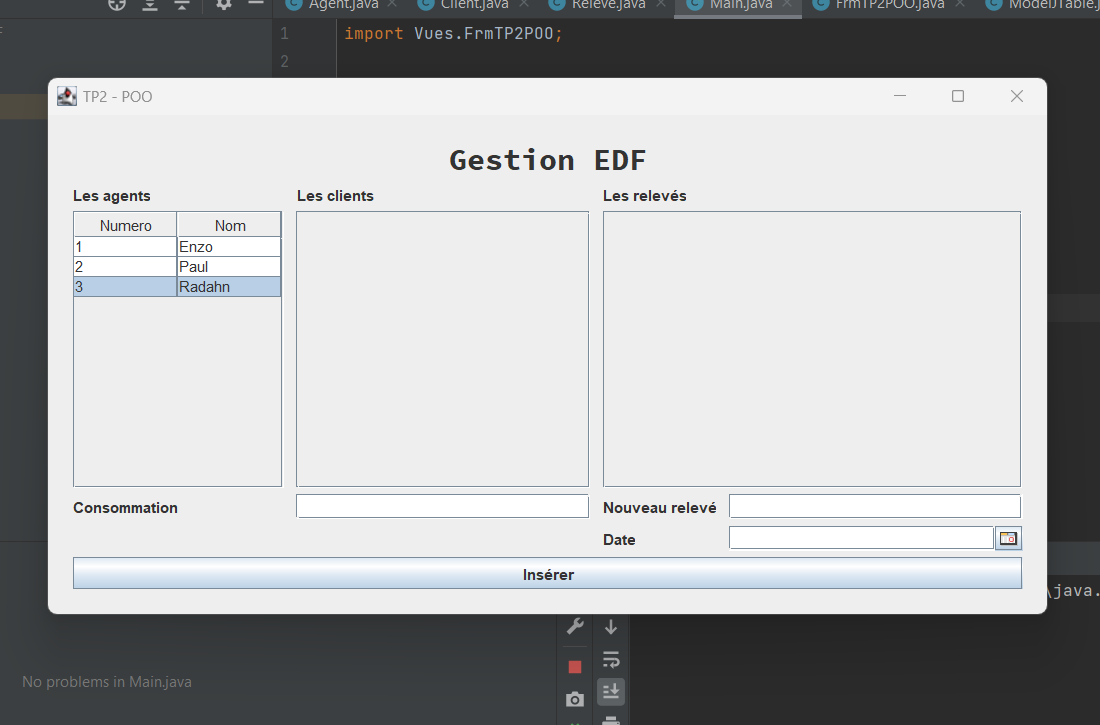 Agent.java Client.java Releve.java Main.java FrmTP2POO.java ModelJTable.
1 import Vues.FrmTP2POO;
2
TP2 - POO
Gestion EDF
Les agents Les clients Les relevés
Numero Nom
1 Enzo
2 Paul
3 Radahn
Consommation Nouveau relevé
Date
Insérer
\java.
No problems in Main.java